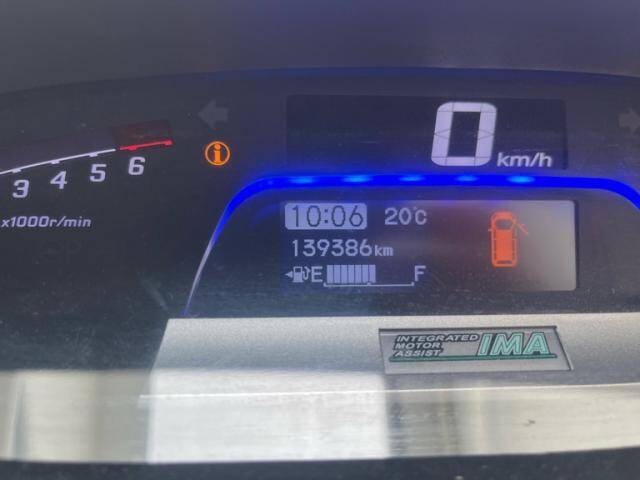 0 km/h
3 4 5 6
x1000r/min
i
10:06 20°C
139386km
E F
INTEGRATED
MOTOR
ASSIST
IMA